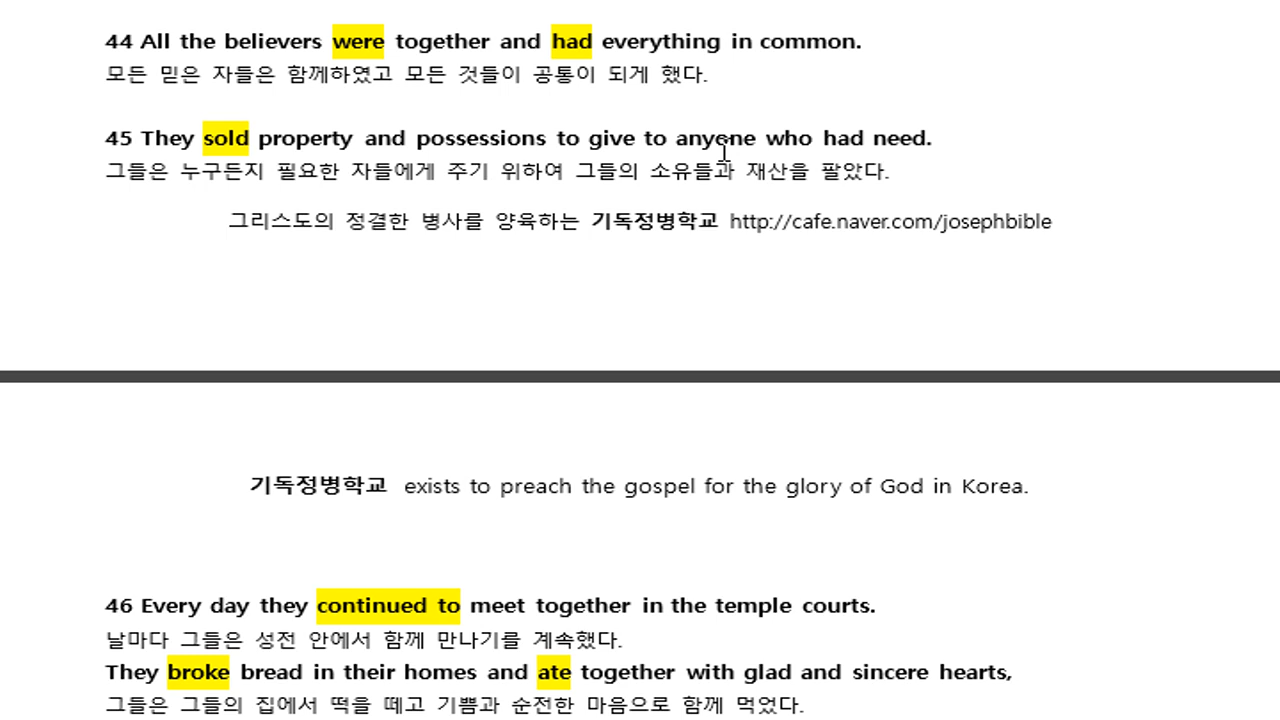 44 All the believers were together and had everything in common.
모든 믿은 자들은 함께하였고 모든 것들이 공통이 되게 했다.
45 They sold property and possessions to give to anyone who had need.
그들은 누구든지 필요한 자들에게 주기 위하여 그들의 소유들과 재산을 팔았다.
그리스도의 정결한 병사를 양육하는 기독정병학교 http://cafe.naver.com/josephbible
기독정병학교 exists to preach the gospel for the glory of God in Korea.
46 Every day they continued to meet together in the temple courts.
날마다 그들은 성전 안에서 함께 만나기를 계속했다.
They broke bread in their homes and ate together with glad and sincere hearts,
그들은 그들의 집에서 떡을 떼고 기쁨과 순전한 마음으로 함께 먹었다.